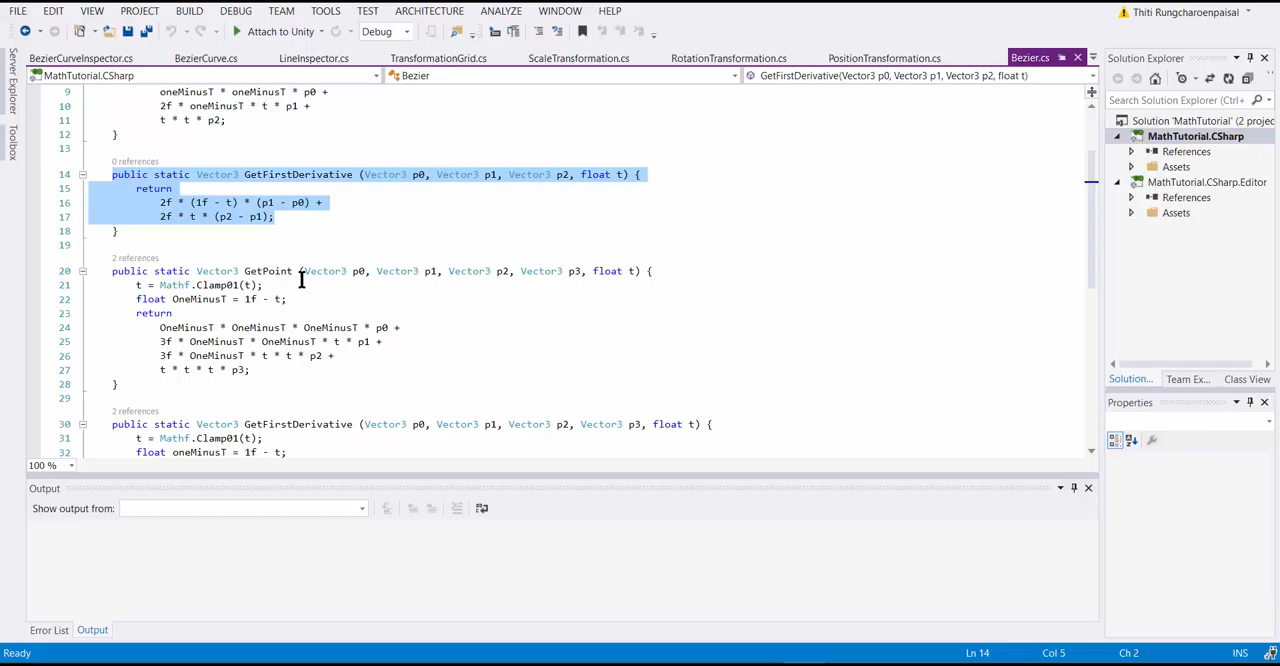 FILE EDIT VIEW PROJECT BUILD DEBUG TEAM TOOLS TEST ARCHITECTURE ANALYZE WINDOW HELP
Thiti Rungcharoenpaisal
Attach to Unity
Debug
Server Explorer
Toolbox
BezierCurveInspector.cs BezierCurve.cs LineInspector.cs TransformationGrid.cs ScaleTransformation.cs RotationTransformation.cs PositionTransformation.cs Bezier.cs
MathTutorial.CSharp Bezier GetFirstDerivative(Vector3 p0, Vector3 p1, Vector3 p2, float t)
9 oneMinusT * oneMinusT * p0 +
10 2f * oneMinusT * t * p1 +
11 t * t * p2;
12 }
13
0 references
14 public static Vector3 GetFirstDerivative (Vector3 p0, Vector3 p1, Vector3 p2, float t) {
15 return
16 2f * (1f - t) * (p1 - p0) +
17 2f * t * (p2 - p1);
18 }
19
2 references
20 public static Vector3 GetPoint (Vector3 p0, Vector3 p1, Vector3 p2, Vector3 p3, float t) {
21 t = Mathf.Clamp01(t);
22 float OneMinusT = 1f - t;
23 return
24 OneMinusT * OneMinusT * OneMinusT * p0 +
25 3f * OneMinusT * OneMinusT * t * p1 +
26 3f * OneMinusT * t * t * p2 +
27 t * t * t * p3;
28 }
29
2 references
30 public static Vector3 GetFirstDerivative (Vector3 p0, Vector3 p1, Vector3 p2, Vector3 p3, float t) {
31 t = Mathf.Clamp01(t);
32 float oneMinusT = 1f - t;
100 %
Solution Explorer
Search Solution Explorer (Ctrl+
Solution 'MathTutorial' (2 projec
MathTutorial.CSharp
References
Assets
MathTutorial.CSharp.Editor
References
Assets
Solution... Team Ex... Class View
Properties
Output
Show output from:
Error List Output
Ready Ln 14 Col 5 Ch 2 INS